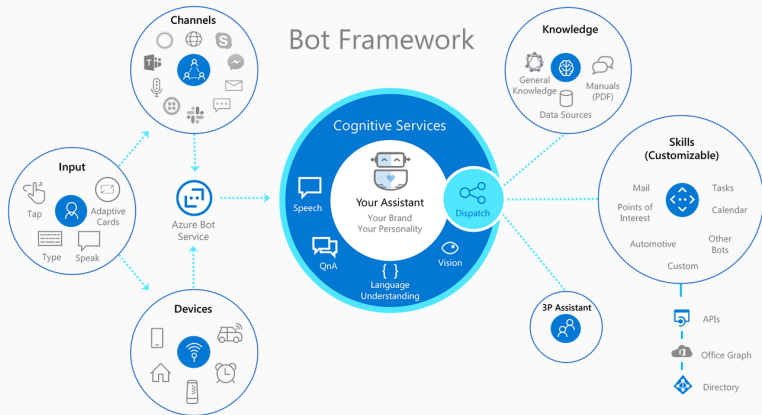 Bot Framework
Channels
Input
Tap
Adaptive
Cards
Type
Speak
Azure Bot
Service
Devices
Cognitive Services
Your Assistant
Your Brand
Your Personality
Speech
QnA
{ }
Language
Understanding
Vision
Dispatch
Knowledge
General
Knowledge
Manuals
(PDF)
Data Sources
Skills
(Customizable)
Mail
Tasks
Points of
Interest
Calendar
Automotive
Other
Bots
Custom
3P Assistant
APIs
Office Graph
Directory